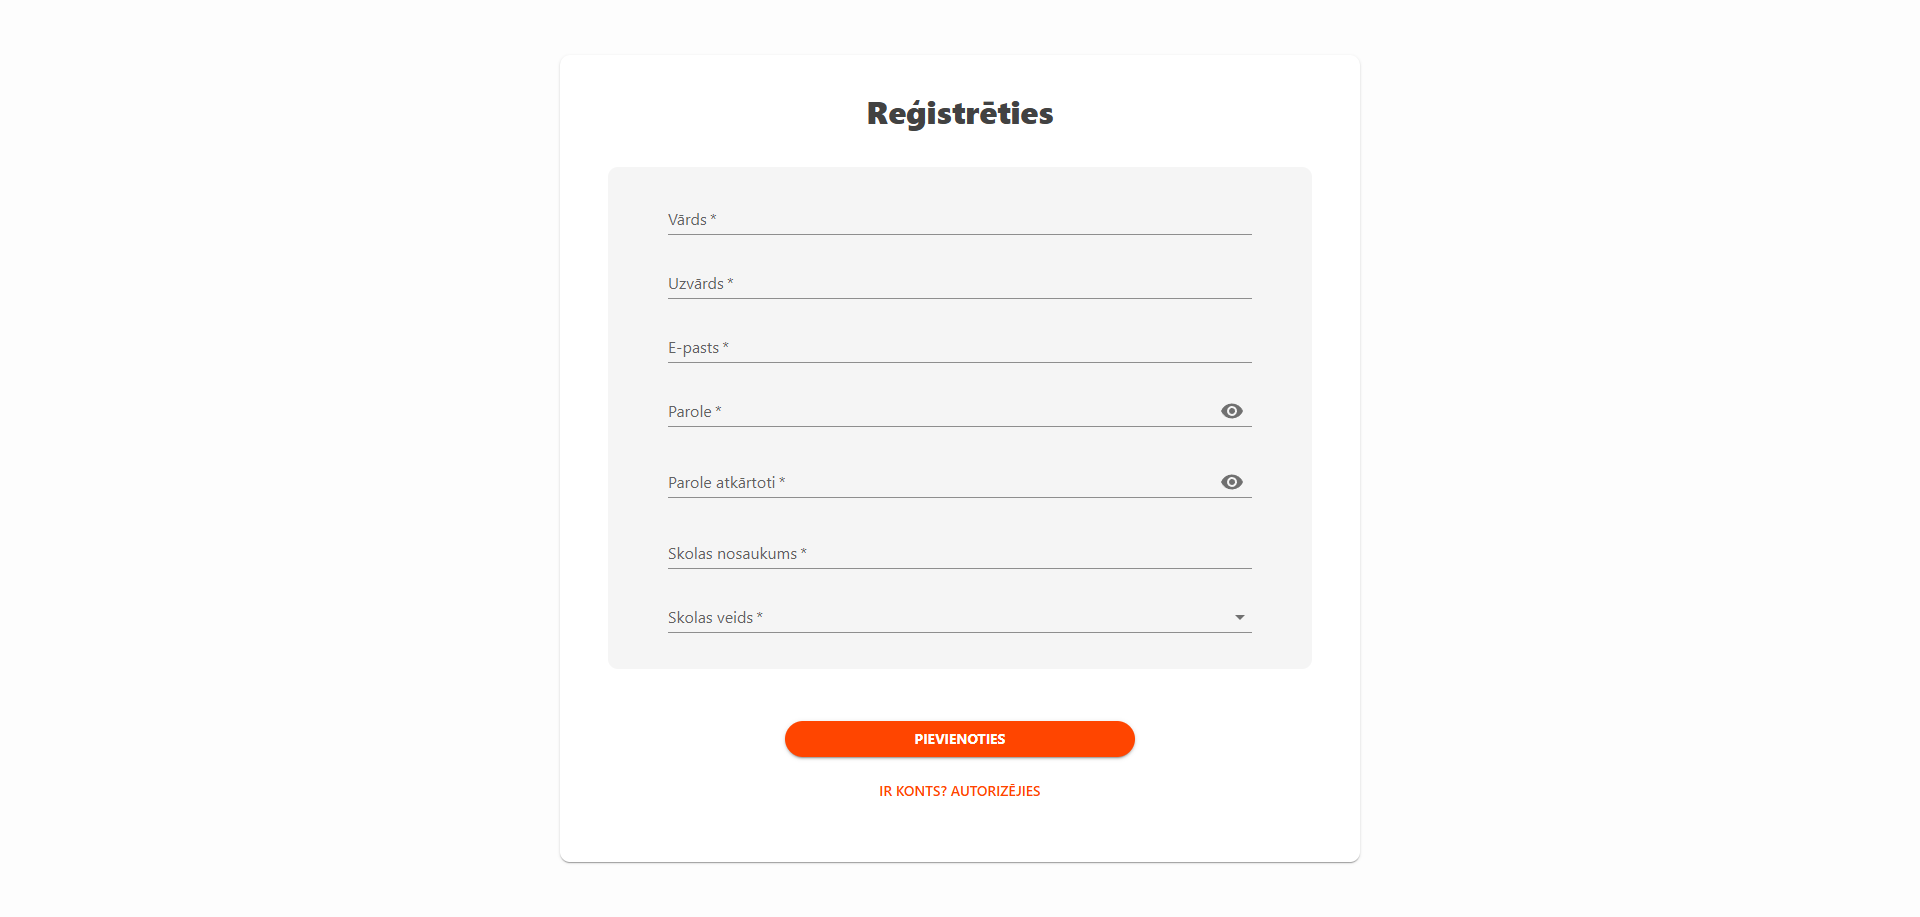 Reģistrēties
Vārds *
Uzvārds *
E-pasts *
Parole *
Parole atkārtoti *
Skolas nosaukums *
Skolas veids *
PIEVIENOTIES
IR KONTS? AUTORIZĒJIES